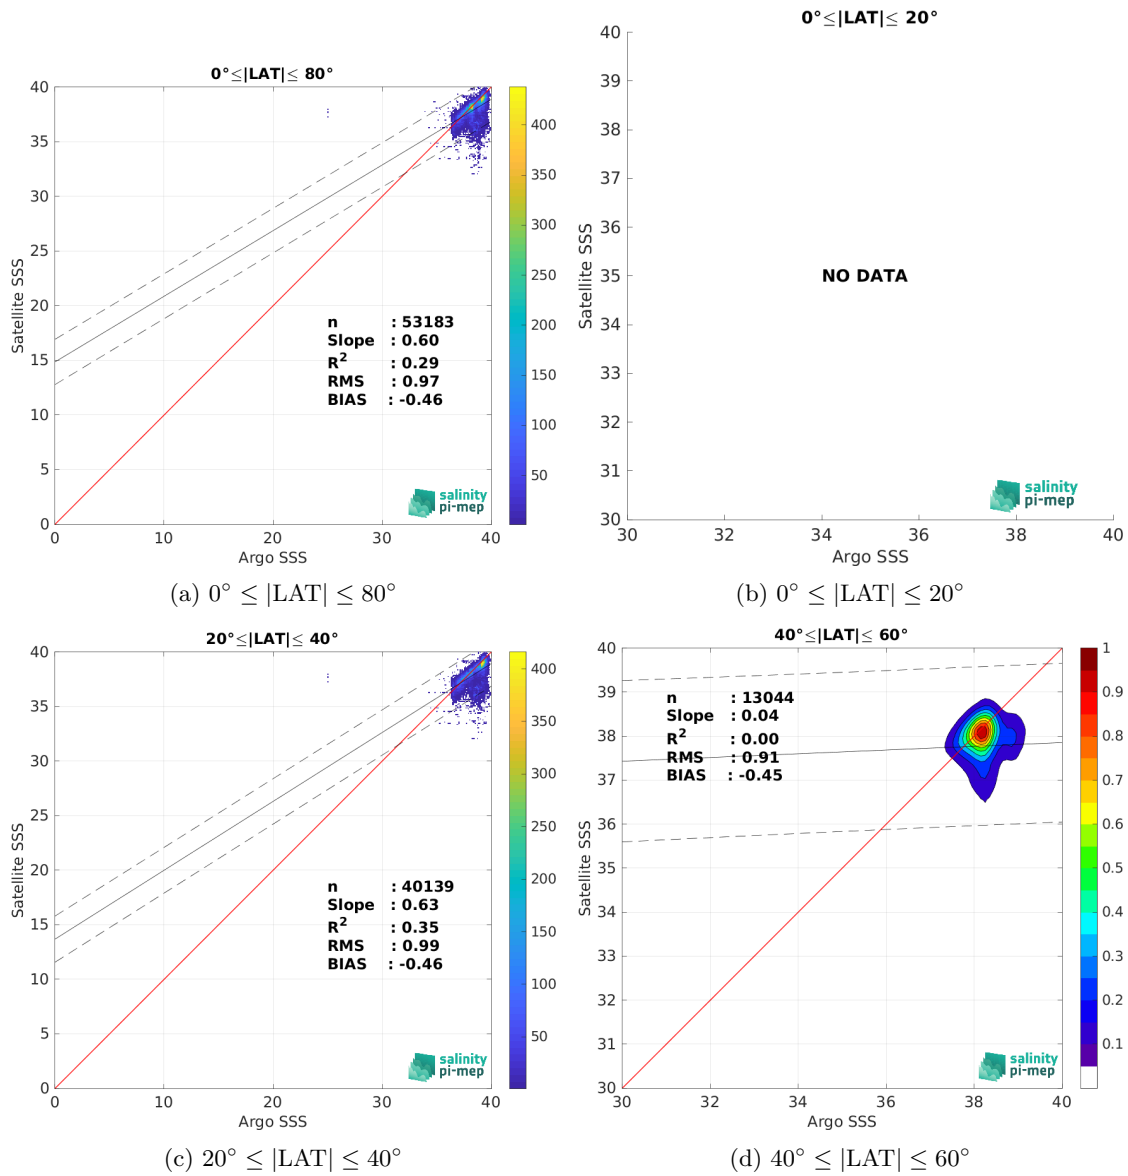 0°≤|LAT|≤ 80°
40
35
30
25
20
15
10
5
0
Satellite SSS
n : 53183
Slope : 0.60
R² : 0.29
RMS : 0.97
BIAS : -0.46
salinity
pi-mep
0 10 20 30 40
Argo SSS
400
350
300
250
200
150
100
50
(a) 0° ≤ |LAT| ≤ 80°
0°≤|LAT|≤ 20°
40
39
38
37
36
35
34
33
32
31
30
Satellite SSS
NO DATA
salinity
pi-mep
30 32 34 36 38 40
Argo SSS
(b) 0° ≤ |LAT| ≤ 20°
20°≤|LAT|≤ 40°
40
35
30
25
20
15
10
5
0
Satellite SSS
n : 40139
Slope : 0.63
R² : 0.35
RMS : 0.99
BIAS : -0.46
salinity
pi-mep
0 10 20 30 40
Argo SSS
400
350
300
250
200
150
100
50
(c) 20° ≤ |LAT| ≤ 40°
40°≤|LAT|≤ 60°
40
39
38
37
36
35
34
33
32
31
30
Satellite SSS
n : 13044
Slope : 0.04
R² : 0.00
RMS : 0.91
BIAS : -0.45
salinity
pi-mep
30 32 34 36 38 40
Argo SSS
1
0.9
0.8
0.7
0.6
0.5
0.4
0.3
0.2
0.1
(d) 40° ≤ |LAT| ≤ 60°